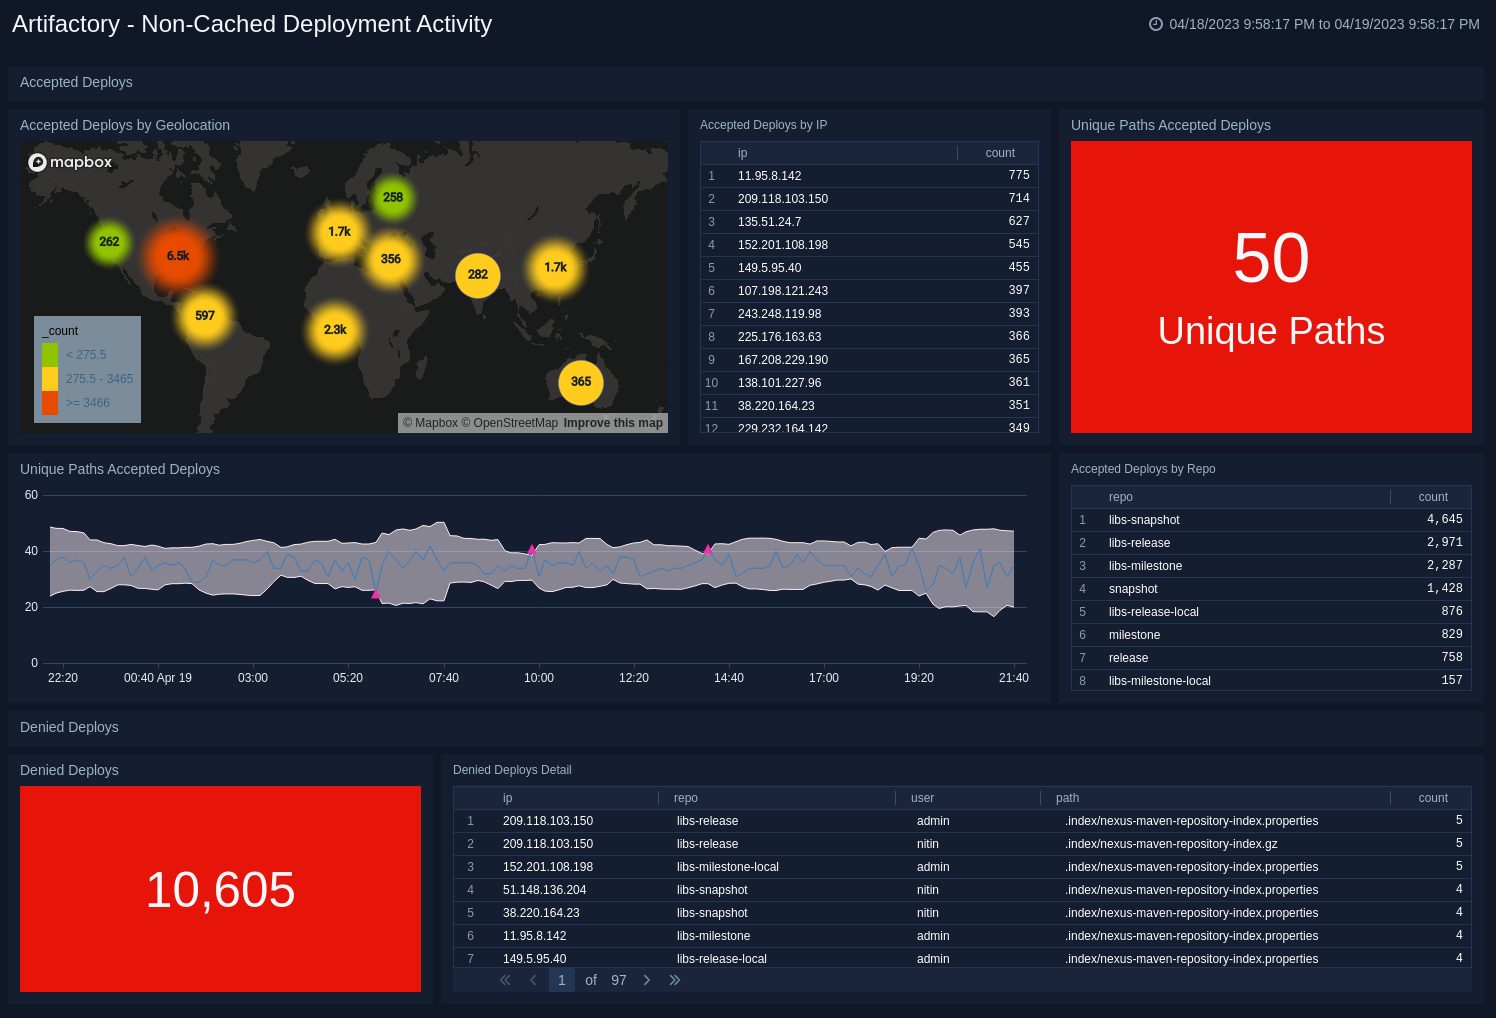 Artifactory - Non-Cached Deployment Activity
04/18/2023 9:58:17 PM to 04/19/2023 9:58:17 PM
Accepted Deploys
Accepted Deploys by Geolocation
mapbox
258
262
1.7k
6.5k
356
282
1.7k
597
2.3k
365
_count
< 275.5
275.5 - 3465
>= 3466
© Mapbox © OpenStreetMap Improve this map
Accepted Deploys by IP
ip count
1 11.95.8.142 775
2 209.118.103.150 714
3 135.51.24.7 627
4 152.201.108.198 545
5 149.5.95.40 455
6 107.198.121.243 397
7 243.248.119.98 393
8 225.176.163.63 366
9 167.208.229.190 365
10 138.101.227.96 361
11 38.220.164.23 351
12 229.232.164.142 349
Unique Paths Accepted Deploys
50
Unique Paths
Unique Paths Accepted Deploys
60
40
20
0
22:20 00:40 Apr 19 03:00 05:20 07:40 10:00 12:20 14:40 17:00 19:20 21:40
Accepted Deploys by Repo
repo count
1 libs-snapshot 4,645
2 libs-release 2,971
3 libs-milestone 2,287
4 snapshot 1,428
5 libs-release-local 876
6 milestone 829
7 release 758
8 libs-milestone-local 157
Denied Deploys
Denied Deploys
10,605
Denied Deploys Detail
ip repo user path count
1 209.118.103.150 libs-release admin .index/nexus-maven-repository-index.properties 5
2 209.118.103.150 libs-release nitin .index/nexus-maven-repository-index.gz 5
3 152.201.108.198 libs-milestone-local admin .index/nexus-maven-repository-index.properties 5
4 51.148.136.204 libs-snapshot nitin .index/nexus-maven-repository-index.properties 4
5 38.220.164.23 libs-snapshot nitin .index/nexus-maven-repository-index.properties 4
6 11.95.8.142 libs-milestone admin .index/nexus-maven-repository-index.properties 4
7 149.5.95.40 libs-release-local admin .index/nexus-maven-repository-index.properties 4
1 of 97